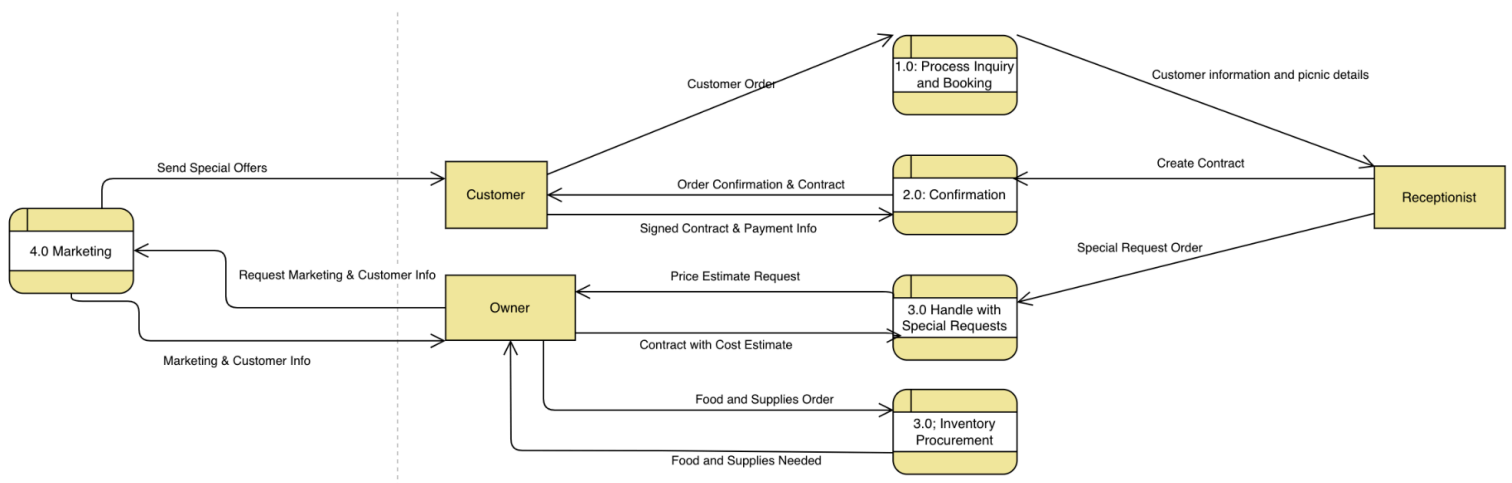 1.0: Process Inquiry
and Booking
Customer information and picnic details
Customer Order
Send Special Offers
Customer
Order Confirmation & Contract
2.0: Confirmation
Create Contract
Receptionist
Signed Contract & Payment Info
4.0 Marketing
Special Request Order
Request Marketing & Customer Info
Price Estimate Request
Owner
3.0 Handle with
Special Requests
Contract with Cost Estimate
Marketing & Customer Info
Food and Supplies Order
3.0; Inventory
Procurement
Food and Supplies Needed